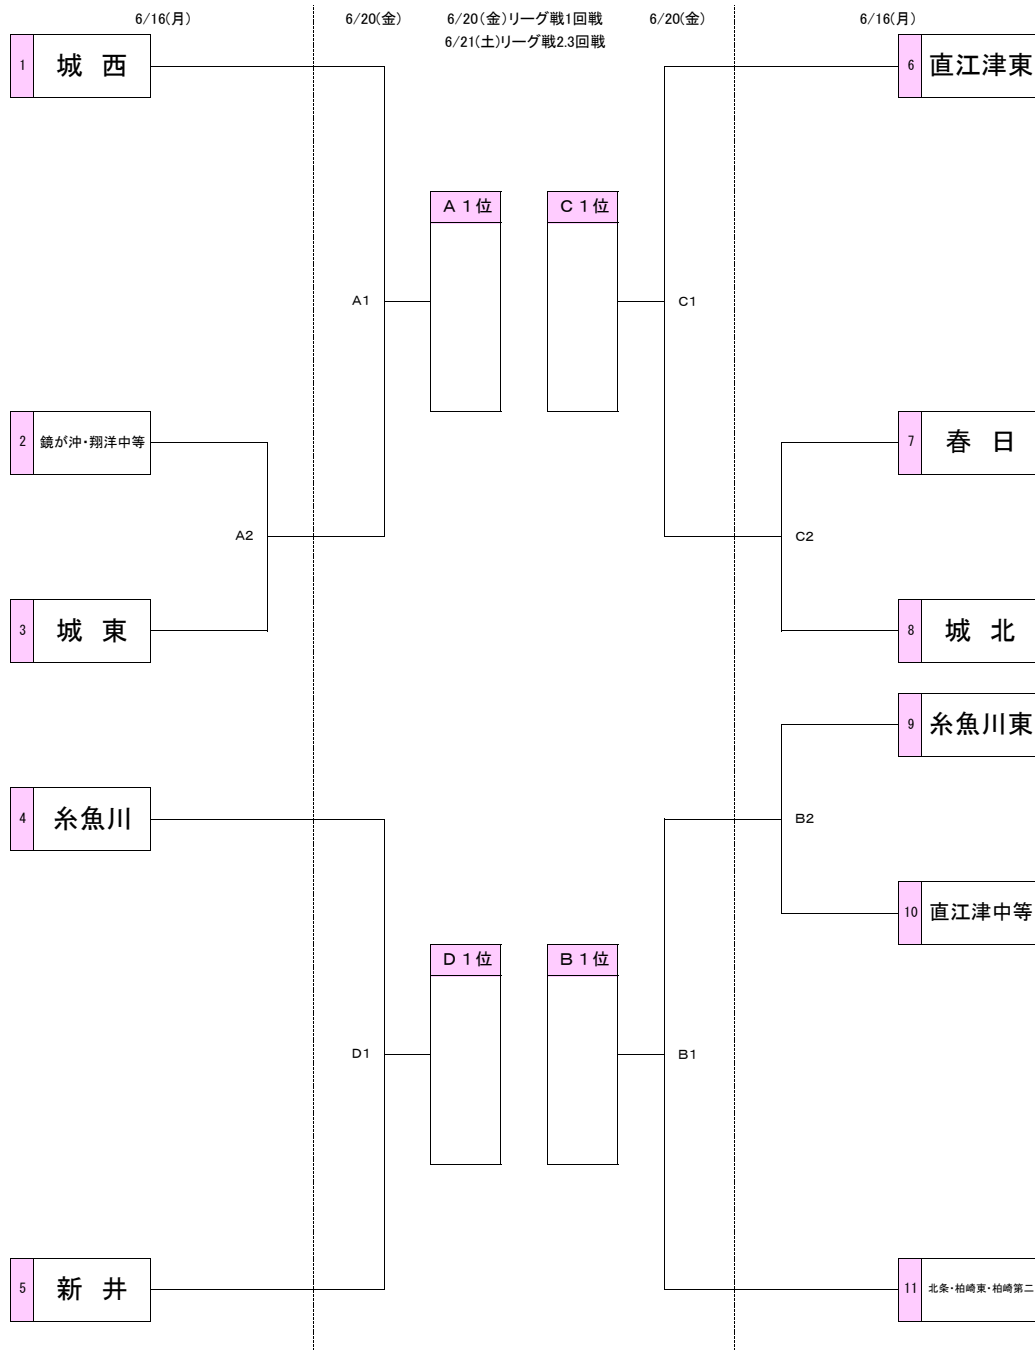 6/16(月)
6/20(金)
6/20(金)リーグ戦1回戦
6/21(土)リーグ戦2.3回戦
6/20(金)
6/16(月)
1 城 西
6 直江津東
A 1位
C 1位
A1
C1
2 鏡が沖・翔洋中等
7 春 日
A2
C2
3 城 東
8 城 北
9 糸魚川東
4 糸魚川
B2
10 直江津中等
D 1位
B 1位
D1
B1
5 新 井
11 北条・柏崎東・柏崎第二